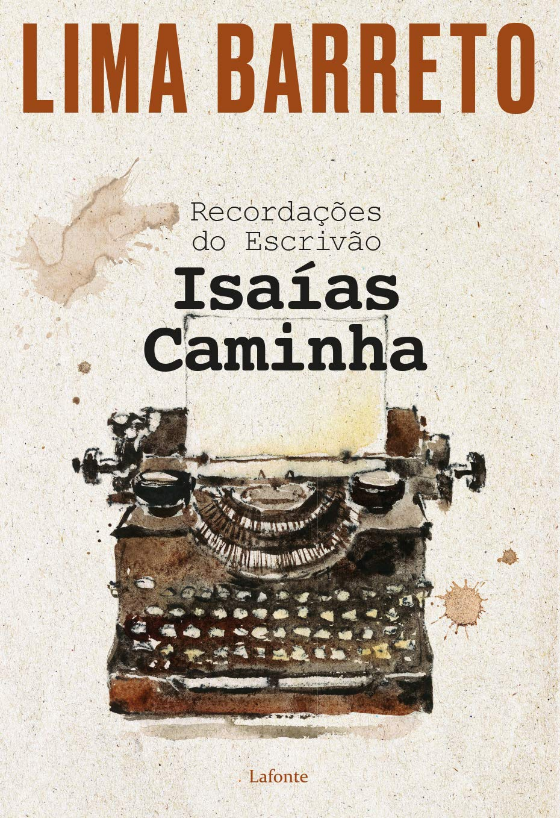 LIMA BARRETO
Recordações
do Escrivão
Isaías
Caminha
Lafonte